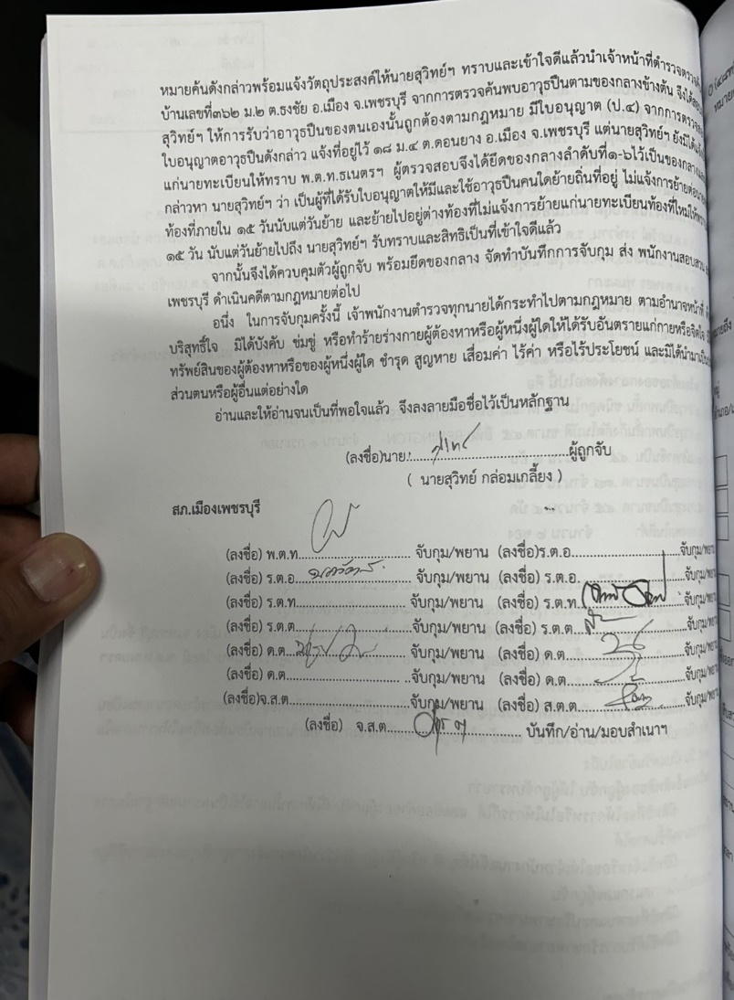 หมายค้นดังกล่าวพร้อมแจ้งวัตถุประสงค์ให้นายสุวิทย์ฯ ทราบและเข้าใจดีแล้วนำเจ้าหน้าที่ตำรวจตรวจค้น
บ้านเลขที่๓๖๒ ม.๒ ต.ธงชัย อ.เมือง จ.เพชรบุรี จากการตรวจค้นพบอาวุธปืนตามของกลางข้างต้น จึงได้สอบถาม
สุวิทย์ฯ ให้การรับว่าอาวุธปืนของตนเองนั้นถูกต้องตามกฎหมาย มีใบอนุญาต (ป.๔) จากการตรวจสอบ
ใบอนุญาตอาวุธปืนดังกล่าว แจ้งที่อยู่ไว้ ๑๘ ม.๔ ต.ดอนยาง อ.เมือง จ.เพชรบุรี แต่นายสุวิทย์ฯ ยังมิได้แจ้ง
แก่นายทะเบียนให้ทราบ พ.ต.ท.ธเนตรฯ ผู้ตรวจสอบจึงได้ยึดของกลางลำดับที่๑-๖ไว้เป็นของกลาง
กล่าวหา นายสุวิทย์ฯ ว่า เป็นผู้ที่ได้รับใบอนุญาตให้มีและใช้อาวุธปืนคนใดย้ายถิ่นที่อยู่ ไม่แจ้งการย้ายต่อนายทะเบียน
ท้องที่ภายใน ๑๕ วันนับแต่วันย้าย และย้ายไปอยู่ต่างท้องที่ไม่แจ้งการย้ายแก่นายทะเบียนท้องที่ใหม่ให้ทราบ
๑๕ วัน นับแต่วันย้ายไปถึง นายสุวิทย์ฯ รับทราบและสิทธิเป็นที่เข้าใจดีแล้ว
จากนั้นจึงได้ควบคุมตัวผู้ถูกจับ พร้อมยึดของกลาง จัดทำบันทึกการจับกุม ส่ง พนักงานสอบสวน
เพชรบุรี ดำเนินคดีตามกฎหมายต่อไป
อนึ่ง ในการจับกุมครั้งนี้ เจ้าพนักงานตำรวจทุกนายได้กระทำไปตามกฎหมาย ตามอำนาจหน้าที่
บริสุทธิ์ใจ มิได้บังคับ ข่มขู่ หรือทำร้ายร่างกายผู้ต้องหาหรือผู้หนึ่งผู้ใดให้ได้รับอันตรายแก่กายหรือจิตใจ
ทรัพย์สินของผู้ต้องหาหรือของผู้หนึ่งผู้ใด ชำรุด สูญหาย เสื่อมค่า ไร้ค่า หรือไร้ประโยชน์ และมิได้นำมาเป็น
ส่วนตนหรือผู้อื่นแต่อย่างใด
อ่านและให้อ่านจนเป็นที่พอใจแล้ว จึงลงลายมือชื่อไว้เป็นหลักฐาน
(ลงชื่อ)นาย..............................ผู้ถูกจับ
( นายสุวิทย์ กล่อมเกลี้ยง )
สภ.เมืองเพชรบุรี
(ลงชื่อ) พ.ต.ท.............................. จับกุม/พยาน (ลงชื่อ)ร.ต.อ..............................จับกุม/พยาน
(ลงชื่อ) ร.ต.อ.............................. จับกุม/พยาน (ลงชื่อ) ร.ต.อ..............................จับกุม/พยาน
(ลงชื่อ) ร.ต.ท.............................. จับกุม/พยาน (ลงชื่อ) ร.ต.ท..............................จับกุม/พยาน
(ลงชื่อ) ร.ต.ต..............................จับกุม/พยาน (ลงชื่อ) ร.ต.ต..............................จับกุม/พยาน
(ลงชื่อ) ด.ต..............................จับกุม/พยาน (ลงชื่อ) ด.ต..............................จับกุม/พยาน
(ลงชื่อ) ด.ต.............................. ..จับกุม/พยาน (ลงชื่อ) ด.ต..............................จับกุม/พยาน
(ลงชื่อ)จ.ส.ต..............................จับกุม/พยาน (ลงชื่อ) ส.ต.ต..............................จับกุม/พยาน
(ลงชื่อ) จ.ส.ต.............................. บันทึก/อ่าน/มอบสำเนาฯ